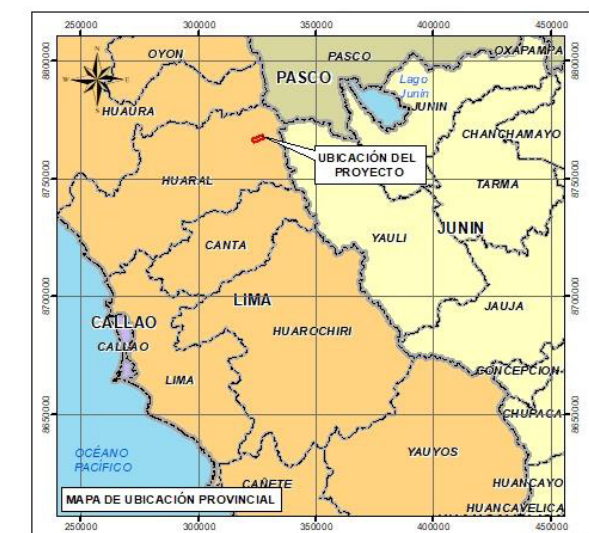 250000 300000 350000 400000 450000
8800000
8800000
OYON
PASCO
OXAPAMPA
N
W E
S
PASCO
Lago
Junin
JUNIN
HUAURA
CHANCHAMAYO
UBICACIÓN DEL
PROYECTO
8750000
8750000
HUARAL
TARMA
CANTA
YAULI
JUNIN
8700000
8700000
LIMA
JAUJA
CALLAO
CALLAO
HUAROCHIRI
LIMA
CONCEPCION
CHUPACA
8650000
8650000
OCÉANO
PACÍFICO
YAUYOS
CAÑETE
HUANCAYO
MAPA DE UBICACIÓN PROVINCIAL
HUANCAVELICA
250000 300000 350000 400000 450000